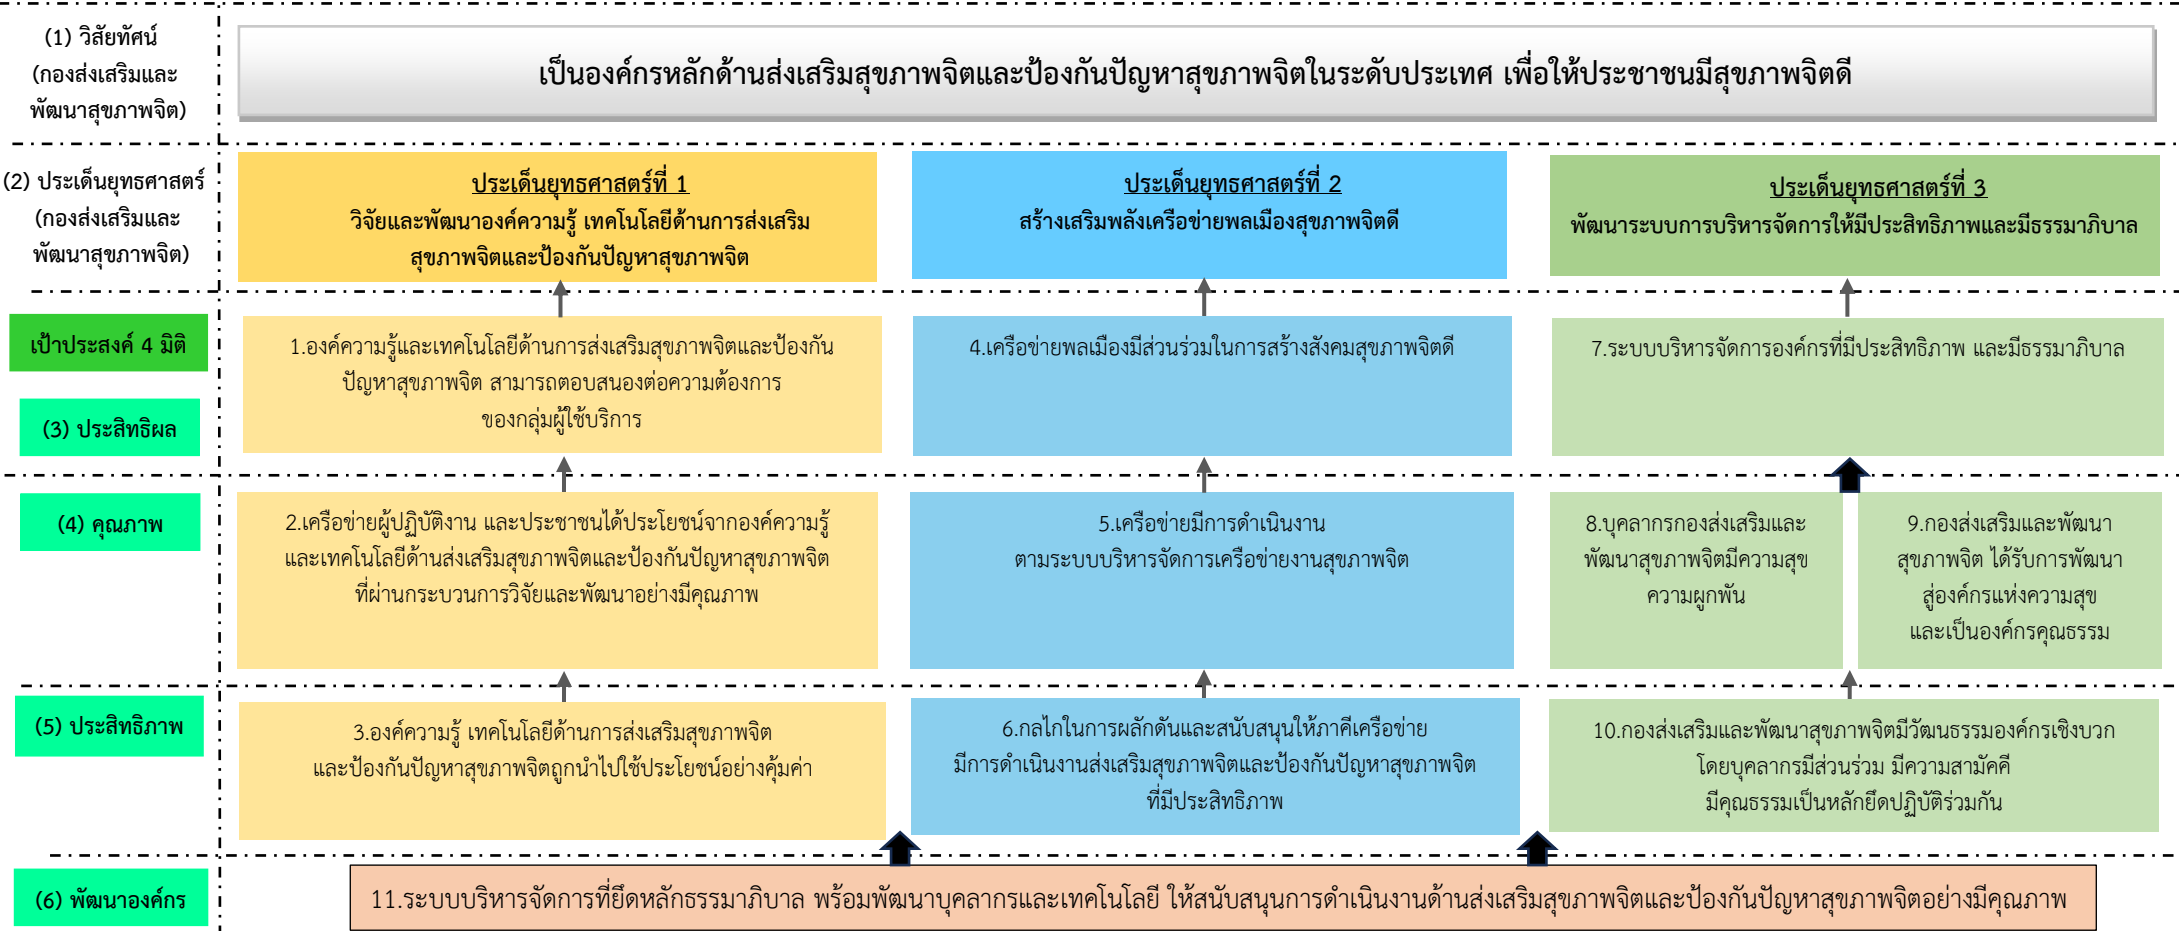 (1) วิสัยทัศน์
(กองส่งเสริมและ
พัฒนาสุขภาพจิต)
เป็นองค์กรหลักด้านส่งเสริมสุขภาพจิตและป้องกันปัญหาสุขภาพจิตในระดับประเทศ เพื่อให้ประชาชนมีสุขภาพจิตดี
(2) ประเด็นยุทธศาสตร์
(กองส่งเสริมและ
พัฒนาสุขภาพจิต)
ประเด็นยุทธศาสตร์ที่ 1
วิจัยและพัฒนาองค์ความรู้ เทคโนโลยีด้านการส่งเสริม
สุขภาพจิตและป้องกันปัญหาสุขภาพจิต
ประเด็นยุทธศาสตร์ที่ 2
สร้างเสริมพลังเครือข่ายพลเมืองสุขภาพจิตดี
ประเด็นยุทธศาสตร์ที่ 3
พัฒนาระบบการบริหารจัดการให้มีประสิทธิภาพและมีธรรมาภิบาล
เป้าประสงค์ 4 มิติ
(3) ประสิทธิผล
1.องค์ความรู้และเทคโนโลยีด้านการส่งเสริมสุขภาพจิตและป้องกัน
ปัญหาสุขภาพจิต สามารถตอบสนองต่อความต้องการ
ของกลุ่มผู้ใช้บริการ
4.เครือข่ายพลเมืองมีส่วนร่วมในการสร้างสังคมสุขภาพจิตดี
7.ระบบบริหารจัดการองค์กรที่มีประสิทธิภาพ และมีธรรมาภิบาล
(4) คุณภาพ
2.เครือข่ายผู้ปฏิบัติงาน และประชาชนได้ประโยชน์จากองค์ความรู้
และเทคโนโลยีด้านส่งเสริมสุขภาพจิตและป้องกันปัญหาสุขภาพจิต
ที่ผ่านกระบวนการวิจัยและพัฒนาอย่างมีคุณภาพ
5.เครือข่ายมีการดำเนินงาน
ตามระบบบริหารจัดการเครือข่ายงานสุขภาพจิต
8.บุคลากรกองส่งเสริมและ
พัฒนาสุขภาพจิตมีความสุข
ความผูกพัน
9.กองส่งเสริมและพัฒนา
สุขภาพจิต ได้รับการพัฒนา
สู่องค์กรแห่งความสุข
และเป็นองค์กรคุณธรรม
(5) ประสิทธิภาพ
3.องค์ความรู้ เทคโนโลยีด้านการส่งเสริมสุขภาพจิต
และป้องกันปัญหาสุขภาพจิตถูกนำไปใช้ประโยชน์อย่างคุ้มค่า
6.กลไกในการผลักดันและสนับสนุนให้ภาคีเครือข่าย
มีการดำเนินงานส่งเสริมสุขภาพจิตและป้องกันปัญหาสุขภาพจิต
ที่มีประสิทธิภาพ
10.กองส่งเสริมและพัฒนาสุขภาพจิตมีวัฒนธรรมองค์กรเชิงบวก
โดยบุคลากรมีส่วนร่วม มีความสามัคคี
มีคุณธรรมเป็นหลักยึดปฏิบัติร่วมกัน
(6) พัฒนาองค์กร
11.ระบบบริหารจัดการที่ยึดหลักธรรมาภิบาล พร้อมพัฒนาบุคลากรและเทคโนโลยี ให้สนับสนุนการดำเนินงานด้านส่งเสริมสุขภาพจิตและป้องกันปัญหาสุขภาพจิตอย่างมีคุณภาพ